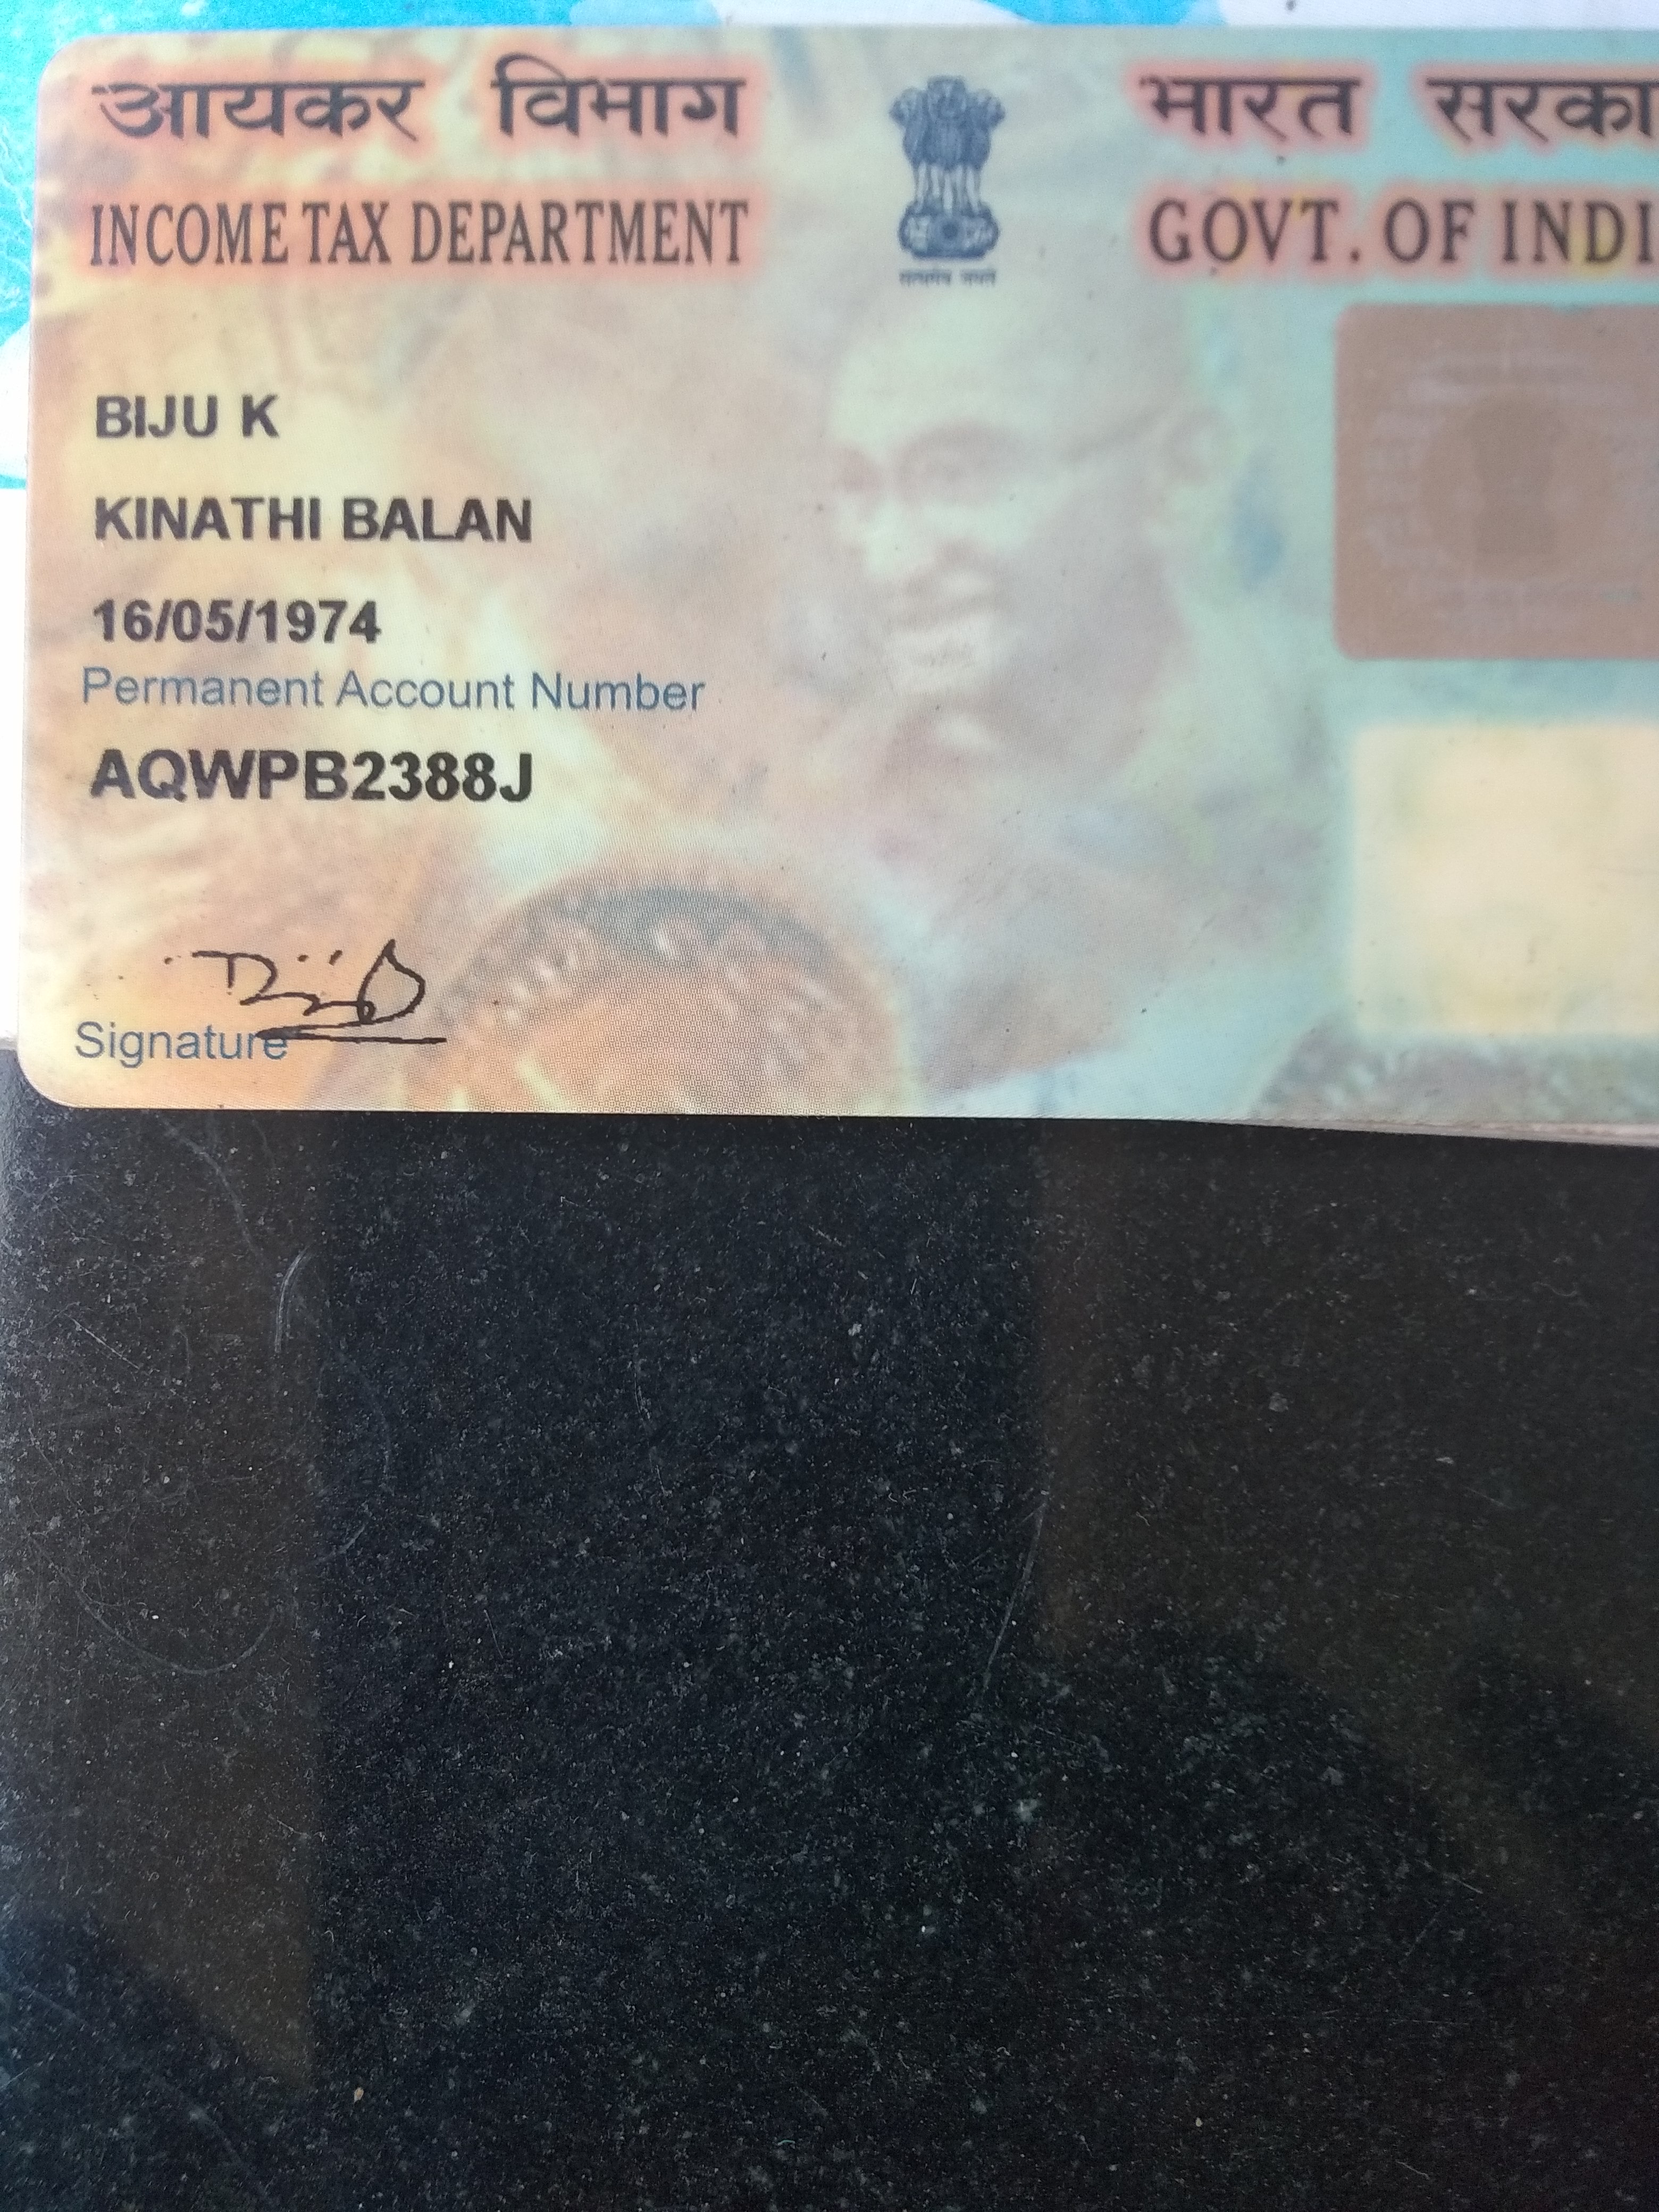 आयकर विभाग
भारत सरका
INCOME TAX DEPARTMENT
GOVT. OF INDI
सत्यमेव जयते
BIJU K
KINATHI BALAN
16/05/1974
Permanent Account Number
AQWPB2388J
Signature